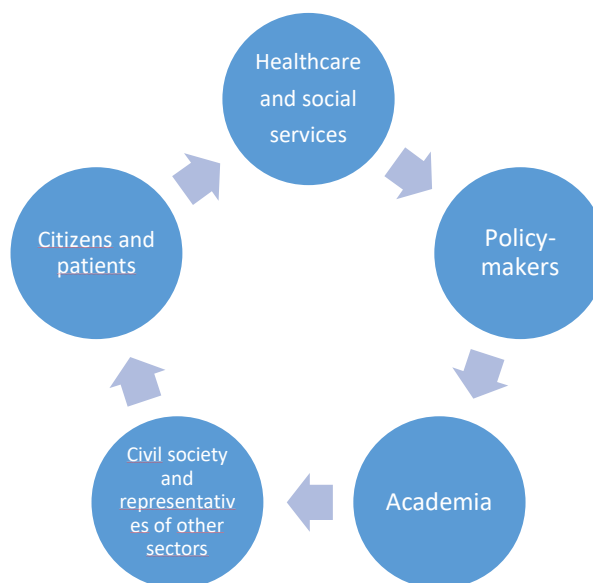 Healthcare
and social
services
Policy-
makers
Academia
Civil society
and
representativ
es of other
sectors
Citizens and
patients